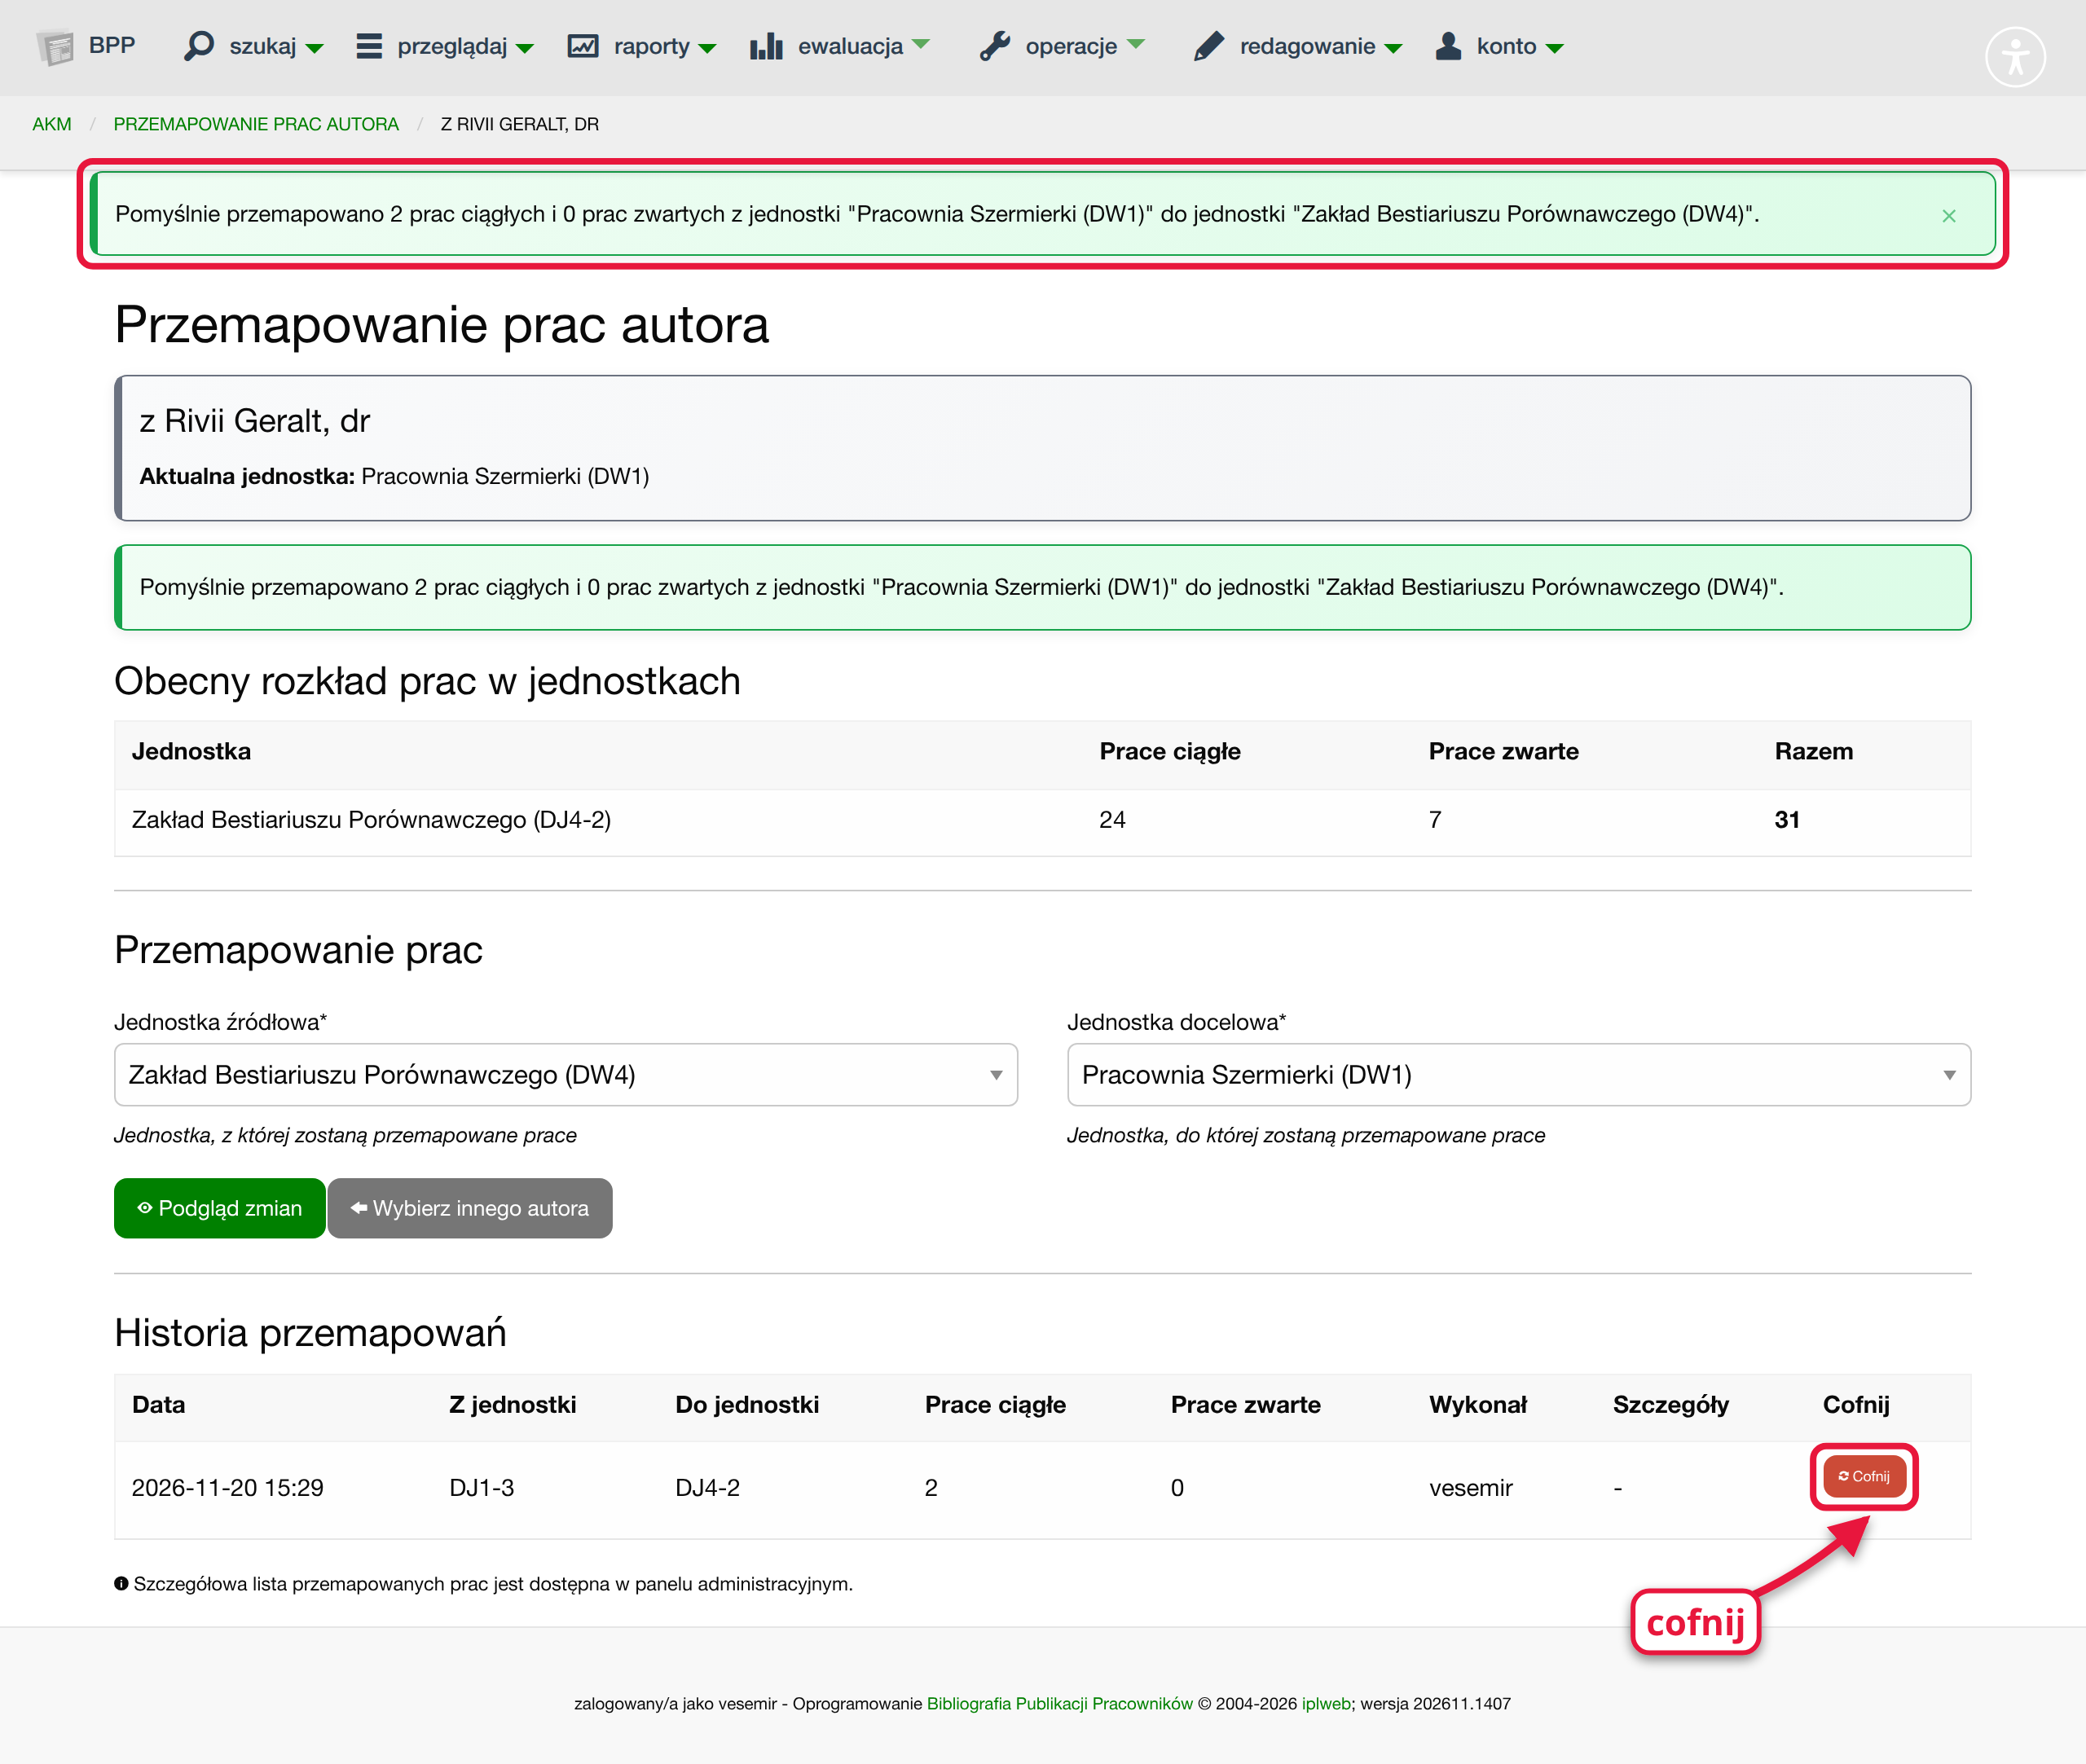 BPP szukaj przeglądaj raporty ewaluacja operacje redagowanie konto
AKM / PRZEMAPOWANIE PRAC AUTORA / Z RIVII GERALT, DR
Pomyślnie przemapowano 2 prac ciągłych i 0 prac zwartych z jednostki "Pracownia Szermierki (DW1)" do jednostki "Zakład Bestiariuszu Porównawczego (DW4)". ×
Przemapowanie prac autora
z Rivii Geralt, dr
Aktualna jednostka: Pracownia Szermierki (DW1)
Pomyślnie przemapowano 2 prac ciągłych i 0 prac zwartych z jednostki "Pracownia Szermierki (DW1)" do jednostki "Zakład Bestiariuszu Porównawczego (DW4)".
Obecny rozkład prac w jednostkach
Jednostka Prace ciągłe Prace zwarte Razem
Zakład Bestiariuszu Porównawczego (DJ4-2) 24 7 31
Przemapowanie prac
Jednostka źródłowa* Jednostka docelowa*
Zakład Bestiariuszu Porównawczego (DW4) Pracownia Szermierki (DW1)
Jednostka, z której zostaną przemapowane prace Jednostka, do której zostaną przemapowane prace
Podgląd zmian Wybierz innego autora
Historia przemapowań
Data Z jednostki Do jednostki Prace ciągłe Prace zwarte Wykonał Szczegóły Cofnij
2026-11-20 15:29 DJ1-3 DJ4-2 2 0 vesemir - Cofnij
Szczegółowa lista przemapowanych prac jest dostępna w panelu administracyjnym.
cofnij
zalogowany/a jako vesemir - Oprogramowanie Bibliografia Publikacji Pracowników © 2004-2026 iplweb; wersja 202611.1407